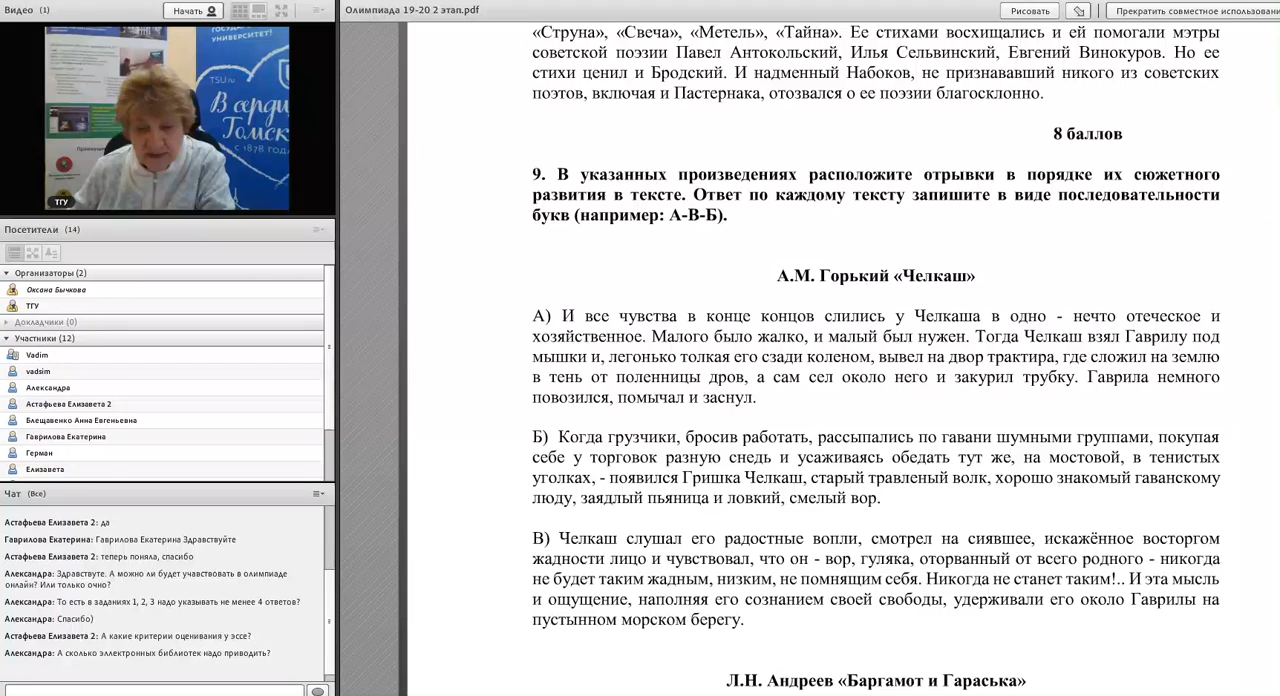 Видео (1)
Начать
Олимпиада 19-20 2 этап.pdf
Рисовать
Прекратить совместное использовани
УНИВЕРСИТЕТ!
TSU.ru
В серди
Томск
с 1878 год
ТГУ
Посетители (14)
Организаторы (2)
Оксана Бычкова
ТГУ
Докладчики (0)
Участники (12)
Vadim
vadsim
Александра
Астафьева Елизавета 2
Блещавенко Анна Евгеньевна
Гаврилова Екатерина
Герман
Елизавета
Чат (Все)
Астафьева Елизавета 2: да
Гаврилова Екатерина: Гаврилова Екатерина Здравствуйте
Астафьева Елизавета 2: теперь поняла, спасибо
Александра: Здравствуте. А можно ли будет учавствовать в олимпиаде
онлайн? Или только очно?
Александра: То есть в заданиях 1, 2, 3 надо указывать не менее 4 ответов?
Александра: Спасибо)
Астафьева Елизавета 2: А какие критерии оценивания у эссе?
Александра: А сколько эллектронных библиотек надо приводить?
«Струна», «Свеча», «Метель», «Тайна». Ее стихами восхищались и ей помогали мэтры
советской поэзии Павел Антокольский, Илья Сельвинский, Евгений Винокуров. Но ее
стихи ценил и Бродский. И надменный Набоков, не признававший никого из советских
поэтов, включая и Пастернака, отозвался о ее поэзии благосклонно.
8 баллов
9. В указанных произведениях расположите отрывки в порядке их сюжетного
развития в тексте. Ответ по каждому тексту запишите в виде последовательности
букв (например: А-В-Б).
А.М. Горький «Челкаш»
А) И все чувства в конце концов слились у Челкаша в одно - нечто отеческое и
хозяйственное. Малого было жалко, и малый был нужен. Тогда Челкаш взял Гаврилу под
мышки и, легонько толкая его сзади коленом, вывел на двор трактира, где сложил на землю
в тень от поленницы дров, а сам сел около него и закурил трубку. Гаврила немного
повозился, помычал и заснул.
Б) Когда грузчики, бросив работать, рассыпались по гавани шумными группами, покупая
себе у торговок разную снедь и усаживаясь обедать тут же, на мостовой, в тенистых
уголках, - появился Гришка Челкаш, старый травленый волк, хорошо знакомый гаванскому
люду, заядлый пьяница и ловкий, смелый вор.
В) Челкаш слушал его радостные вопли, смотрел на сиявшее, искажённое восторгом
жадности лицо и чувствовал, что он - вор, гуляка, оторванный от всего родного - никогда
не будет таким жадным, низким, не помнящим себя. Никогда не станет таким!.. И эта мысль
и ощущение, наполняя его сознанием своей свободы, удерживали его около Гаврилы на
пустынном морском берегу.
Л.Н. Андреев «Баргамот и Гараська»